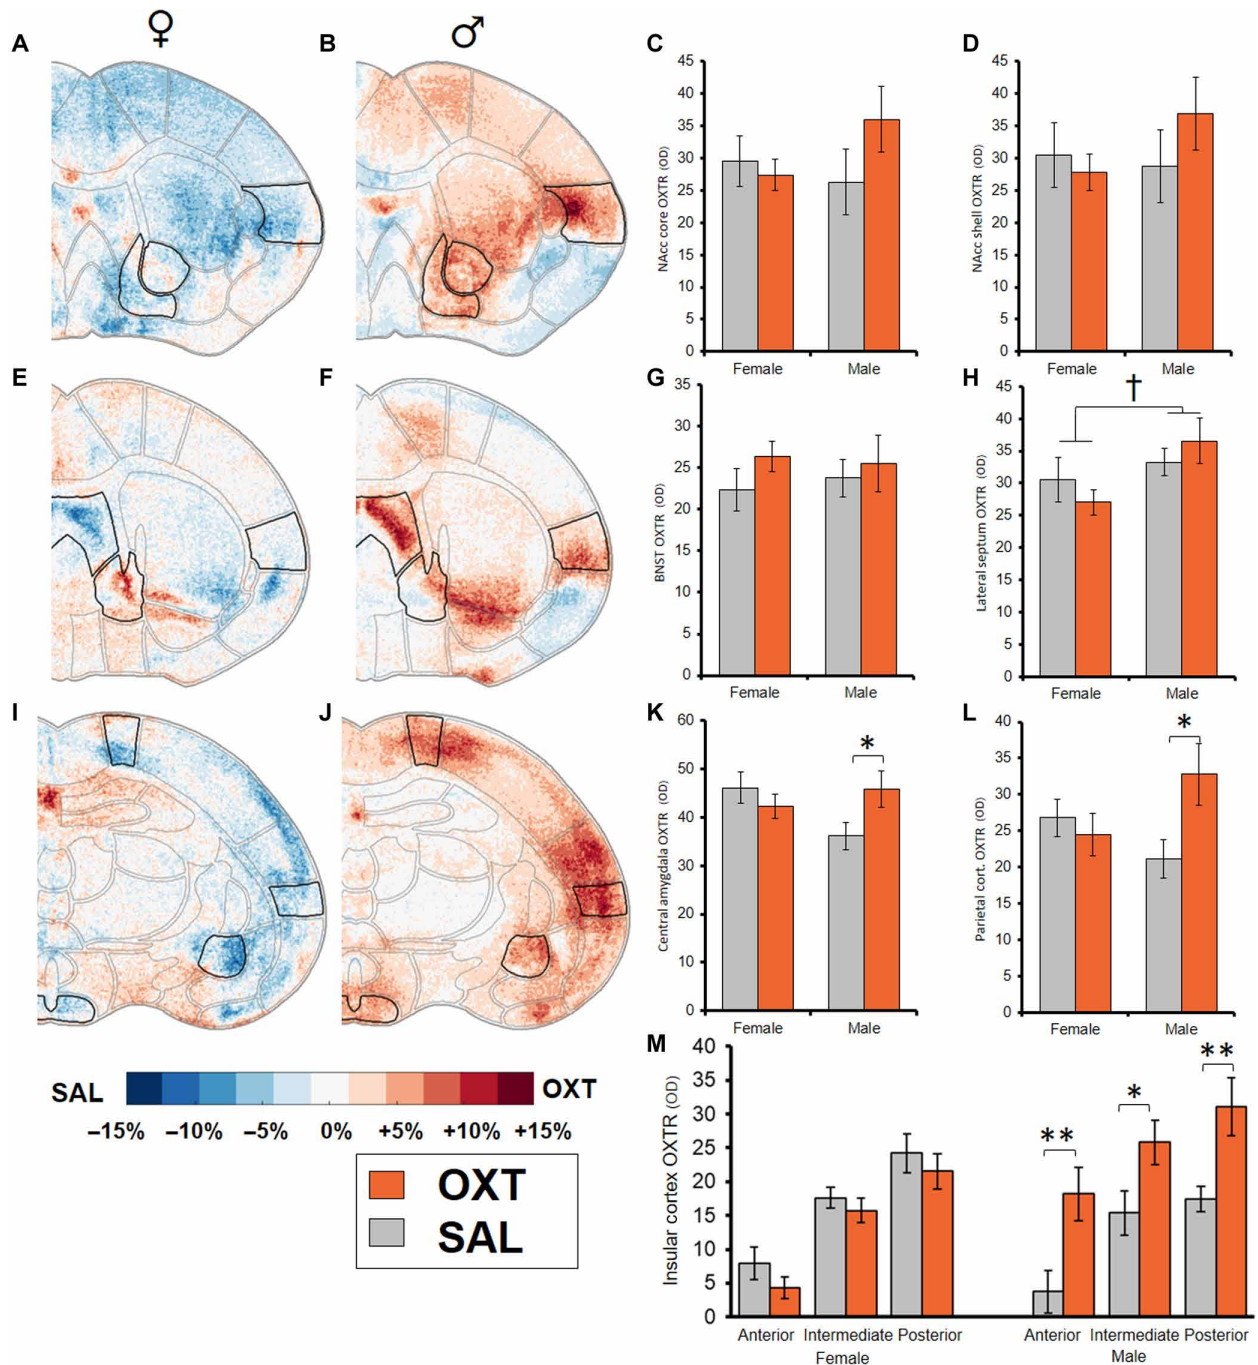 ♀
♂
A
B
C
D
45
40
35
30
25
20
15
10
5
0
NAcc core OXTR (OD)
Female
Male
45
40
35
30
25
20
15
10
5
0
NAcc shell OXTR (OD)
Female
Male
E
F
G
H
35
30
25
20
15
10
5
0
BNST OXTR (OD)
Female
Male
†
45
40
35
30
25
20
15
10
5
0
Lateral septum OXTR (OD)
Female
Male
I
J
K
L
60
50
40
30
20
10
0
Central amygdala OXTR (OD)
*
Female
Male
40
35
30
25
20
15
10
5
0
Parietal cort. OXTR (OD)
*
Female
Male
SAL
OXT
–15% –10% –5% 0% +5% +10% +15%
OXT
SAL
M
40
35
30
25
20
15
10
5
0
Insular cortex OXTR (OD)
**
*
**
Anterior Intermediate Posterior
Female
Anterior Intermediate Posterior
Male